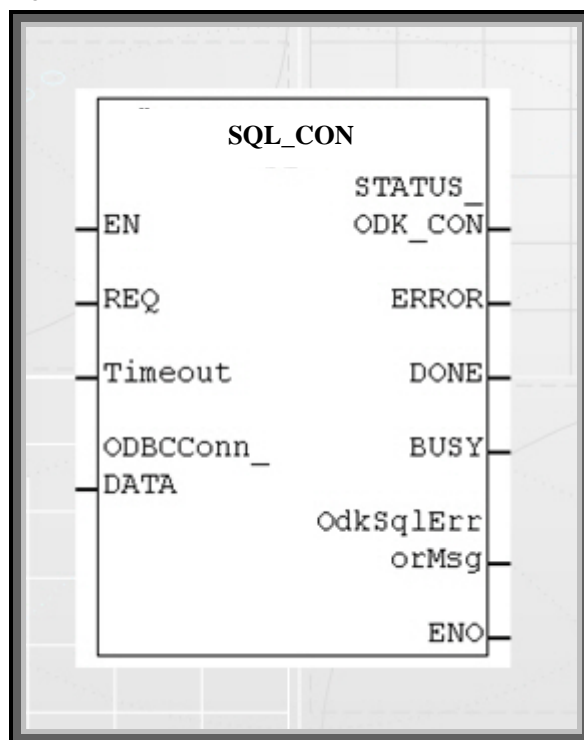 SQL_CON
STATUS_
EN ODK_CON
REQ ERROR
Timeout DONE
ODBCConn_ BUSY
DATA
OdkSqlErr
orMsg
ENO